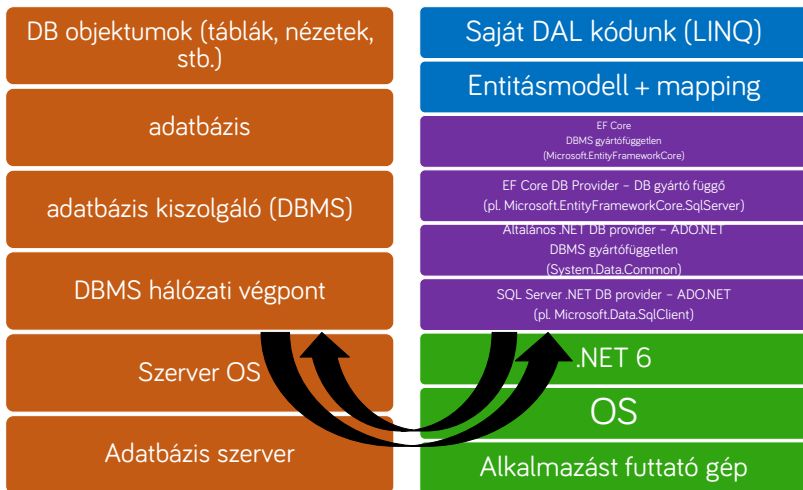 DB objektumok (táblák, nézetek,
stb.)
adatbázis
adatbázis kiszolgáló (DBMS)
DBMS hálózati végpont
Szerver OS
Adatbázis szerver
Saját DAL kódunk (LINQ)
Entitásmodell + mapping
EF Core
DBMS gyártófüggetlen
(Microsoft.EntityFrameworkCore)
EF Core DB Provider – DB gyártó függő
(pl. Microsoft.EntityFrameworkCore.SqlServer)
Általános .NET DB provider – ADO.NET
DBMS gyártófüggetlen
(System.Data.Common)
SQL Server .NET DB provider – ADO.NET
(pl. Microsoft.Data.SqlClient)
.NET 6
OS
Alkalmazást futtató gép